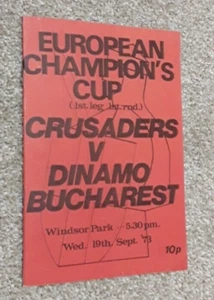 EUROPEAN
CHAMPION'S
CUP
(1st. leg 1st. rnd.)
CRUSADERS
V
DINAMO
BUCHAREST
Windsor Park - 5.30 pm.
Wed. 19th, Sept. '73
10p